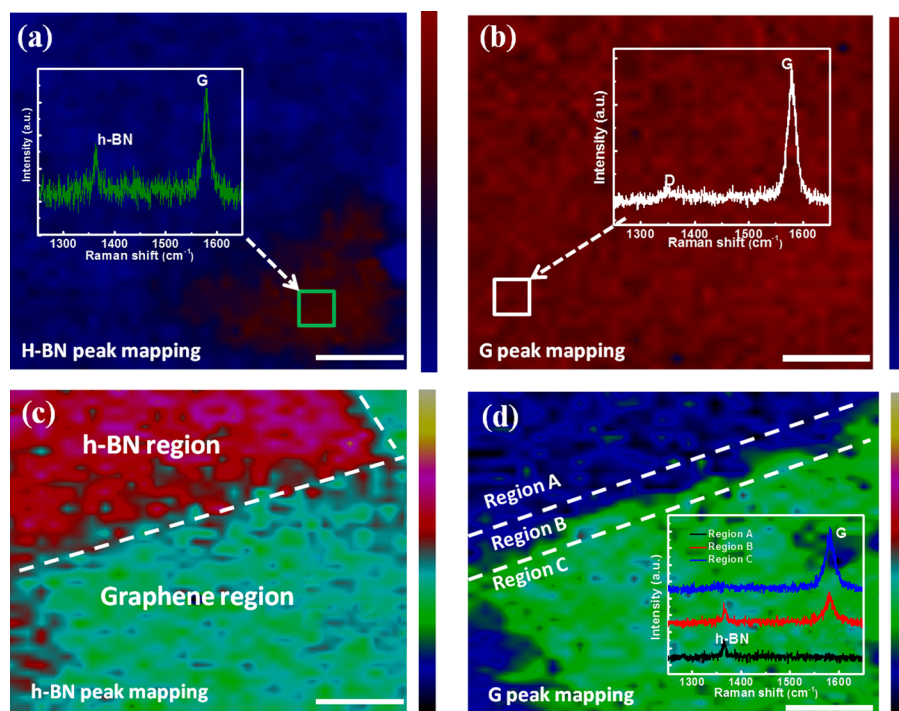 (a)
G
h-BN
Intensity (a.u.)
1300 1400 1500 1600
Raman shift (cm⁻¹)
H-BN peak mapping
(b)
G
D
Intensity (a.u.)
1300 1400 1500 1600
Raman shift (cm⁻¹)
G peak mapping
(c)
h-BN region
Graphene region
h-BN peak mapping
(d)
Region A
Region B
Region C
Region A
Region B
Region C
G
h-BN
Intensity (a.u.)
1300 1400 1500 1600
Raman shift (cm⁻¹)
G peak mapping